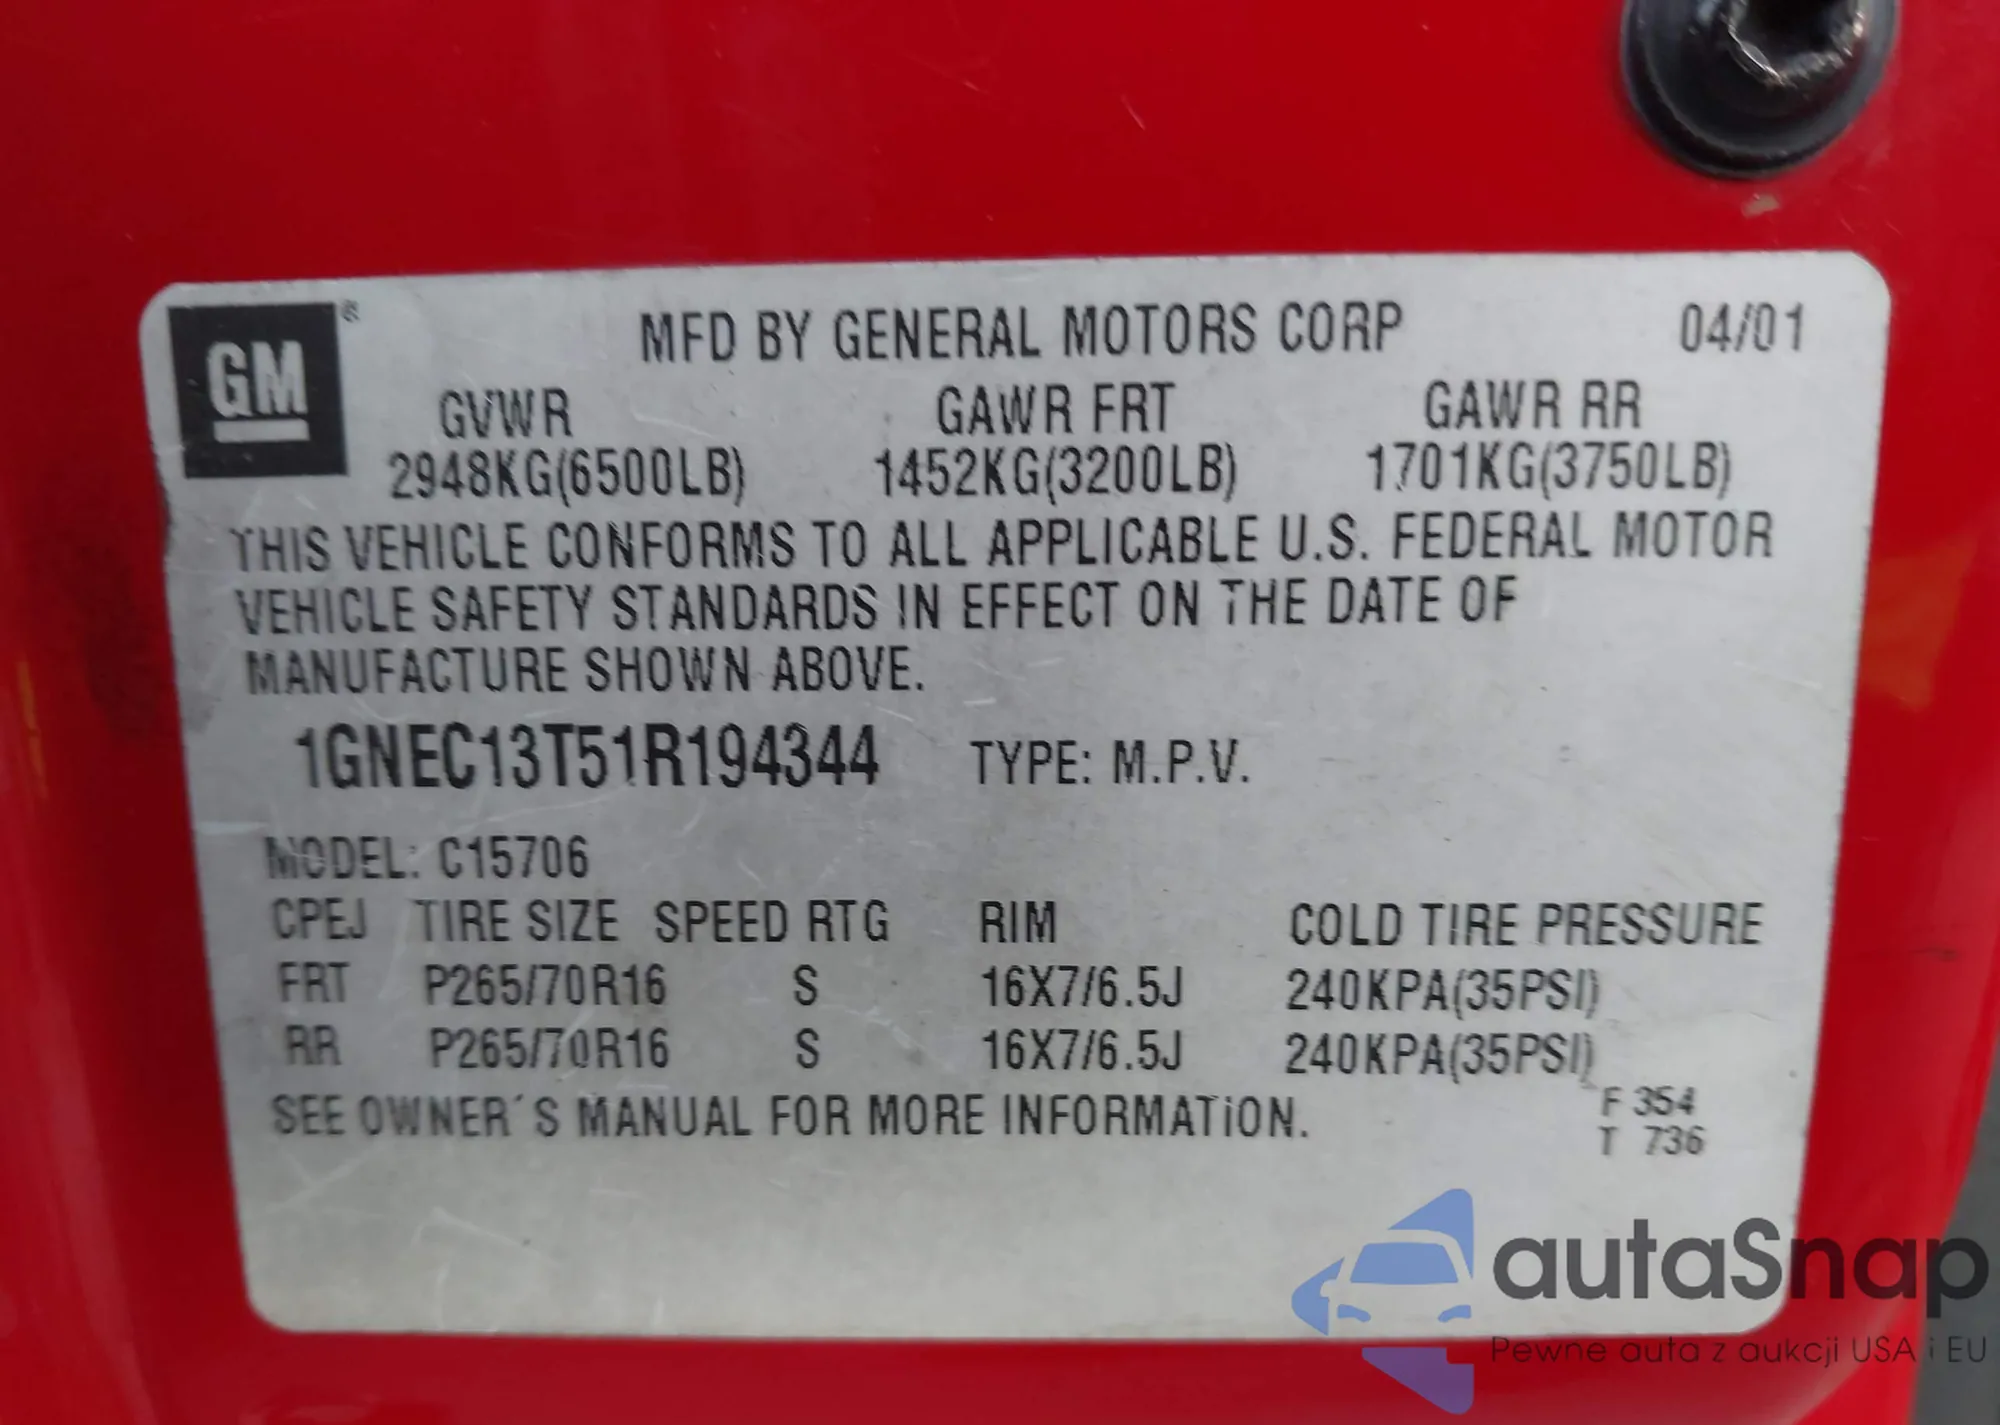 GM ®
MFD BY GENERAL MOTORS CORP 04/01
GVWR GAWR FRT GAWR RR
2948KG(6500LB) 1452KG(3200LB) 1701KG(3750LB)
THIS VEHICLE CONFORMS TO ALL APPLICABLE U.S. FEDERAL MOTOR
VEHICLE SAFETY STANDARDS IN EFFECT ON THE DATE OF
MANUFACTURE SHOWN ABOVE.
1GNEC13T51R194344 TYPE: M.P.V.
MODEL: C15706
CPEJ TIRE SIZE SPEED RTG RIM COLD TIRE PRESSURE
FRT P265/70R16 S 16X7/6.5J 240KPA(35PSI)
RR P265/70R16 S 16X7/6.5J 240KPA(35PSI)
SEE OWNER'S MANUAL FOR MORE INFORMATiON.
F 354
T 736
autaSnap
Pewne auta z aukcji USA i EU